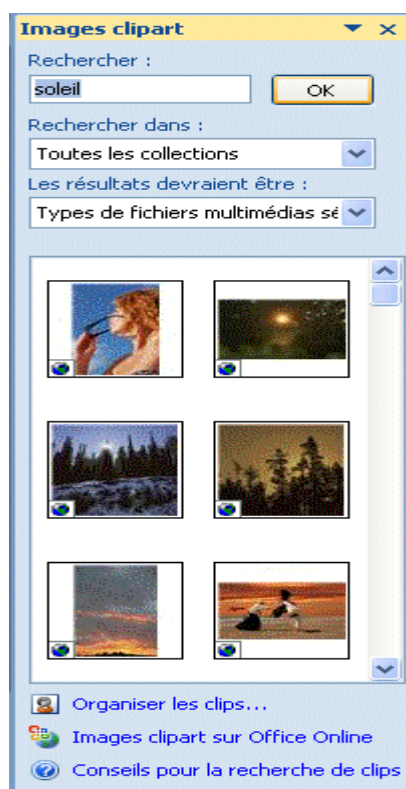 Images clipart
Rechercher :
soleil
OK
Rechercher dans :
Toutes les collections
Les résultats devraient être :
Types de fichiers multimédias sé
Organiser les clips...
Images clipart sur Office Online
Conseils pour la recherche de clips